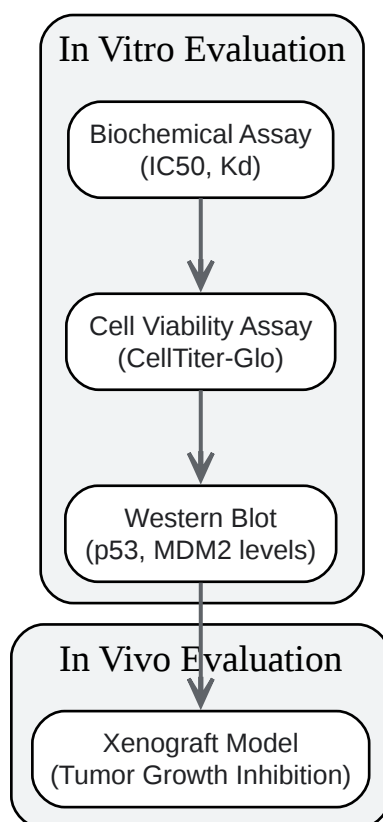 In Vitro Evaluation
Biochemical Assay
(IC50, Kd)
Cell Viability Assay
(CellTiter-Glo)
Western Blot
(p53, MDM2 levels)
In Vivo Evaluation
Xenograft Model
(Tumor Growth Inhibition)